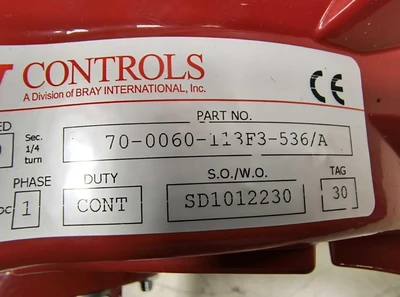 CONTROLS
A Division of BRAY INTERNATIONAL, Inc.
CE
PART NO.
Sec.
1/4
turn
70-0060-113F3-536/A
PHASE
DUTY
S.O./W.O.
TAG
1
CONT
SD1012230
30